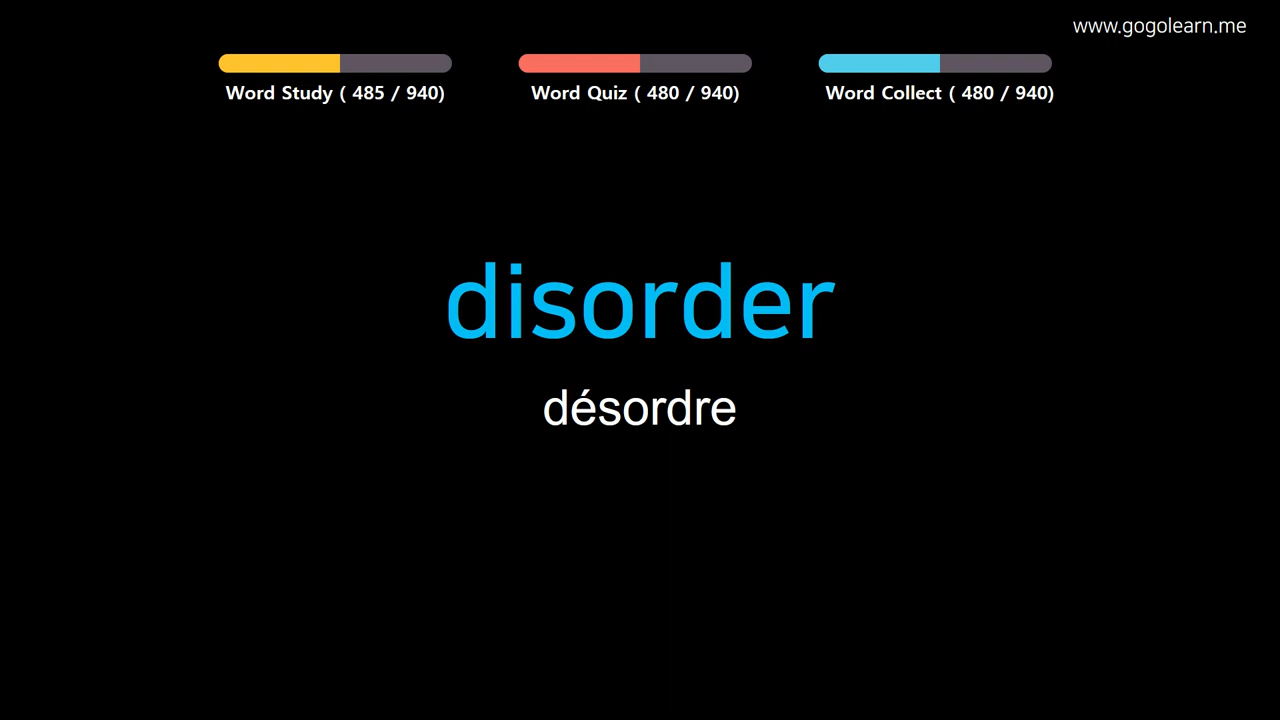 www.gogolearn.me
Word Study ( 485 / 940)
Word Quiz ( 480 / 940)
Word Collect ( 480 / 940)
disorder
désordre